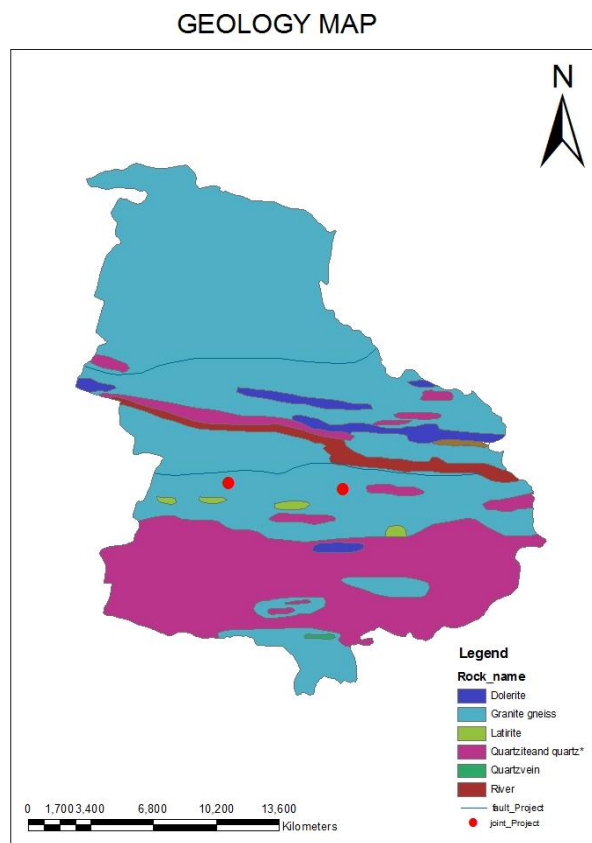 GEOLOGY MAP
N
Legend
Rock_name
Dolerite
Granite gneiss
Latirite
Quartziteand quartz*
Quartzvein
River
fault_Project
joint_Project
0 1,700 3,400 6,800 10,200 13,600
Kilometers